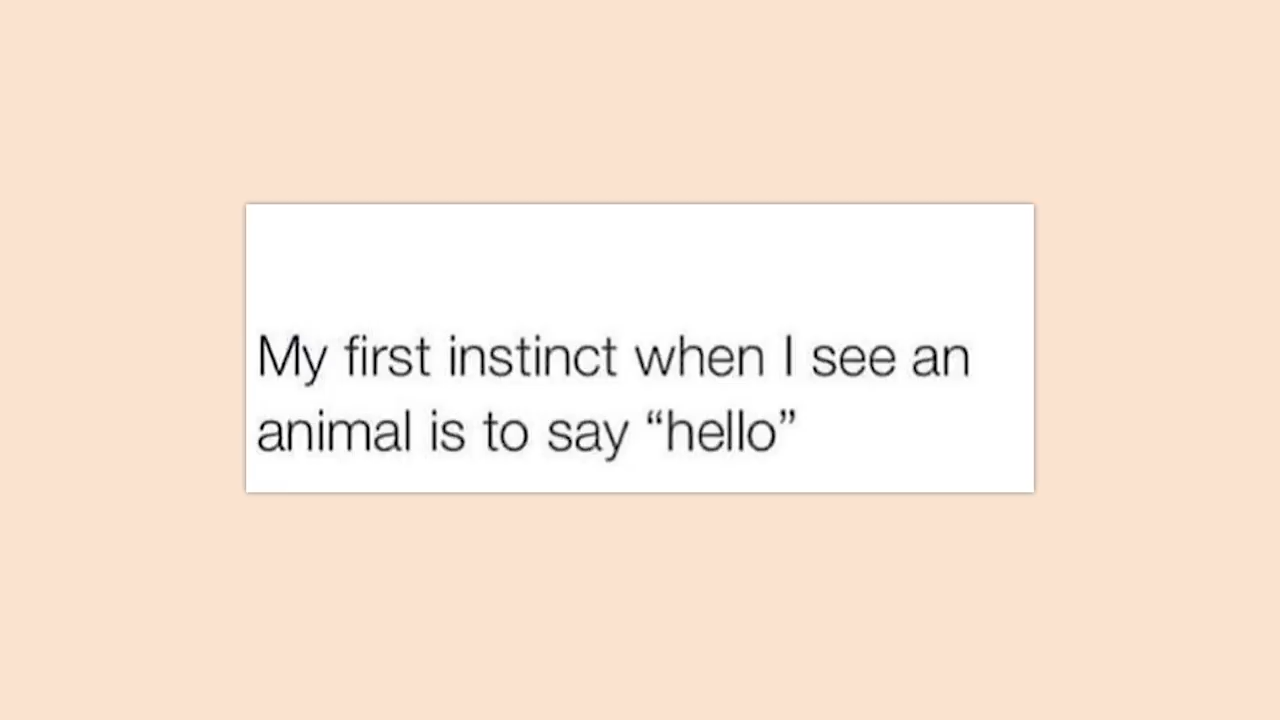 My first instinct when I see an
animal is to say “hello”